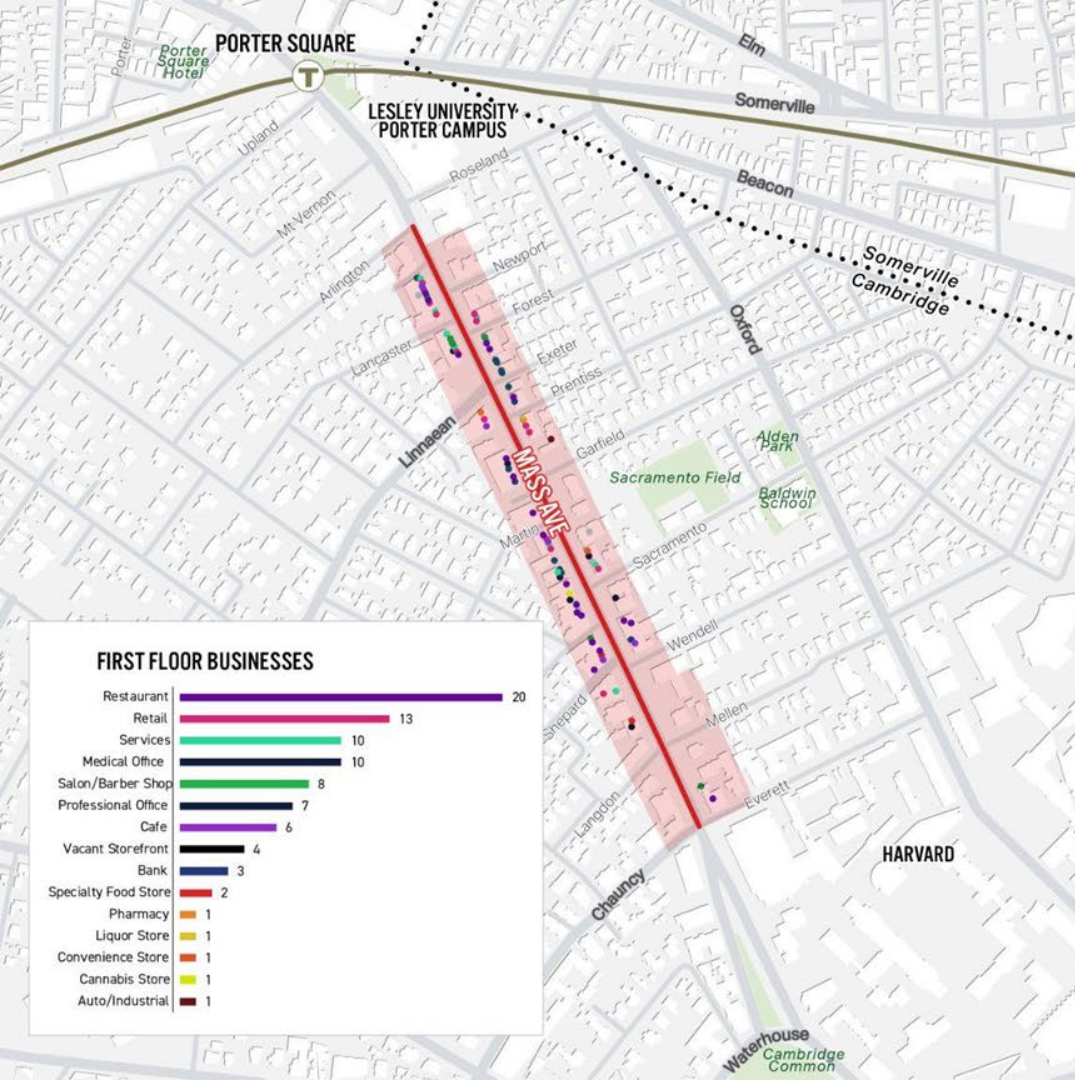 Elm
Porter
PORTER SQUARE
Porter
Square
Hotel
T
LESLEY UNIVERSITY
PORTER CAMPUS
Somerville
Upland
Roseland
Beacon
Mt Vernon
Somerville
Cambridge
Newport
Arlington
Forest
Oxford
Lancaster
Exeter
Prentiss
Linnaean
Garfield
Alden
Park
MASS AVE
Sacramento Field
Baldwin
School
Martin
Sacramento
Wendell
Shepard
Mellen
Everett
Langdon
HARVARD
Chauncy
Waterhouse
Cambridge
Common
FIRST FLOOR BUSINESSES
Restaurant 20
Retail 13
Services 10
Medical Office 10
Salon/Barber Shop 8
Professional Office 7
Cafe 6
Vacant Storefront 4
Bank 3
Specialty Food Store 2
Pharmacy 1
Liquor Store 1
Convenience Store 1
Cannabis Store 1
Auto/Industrial 1